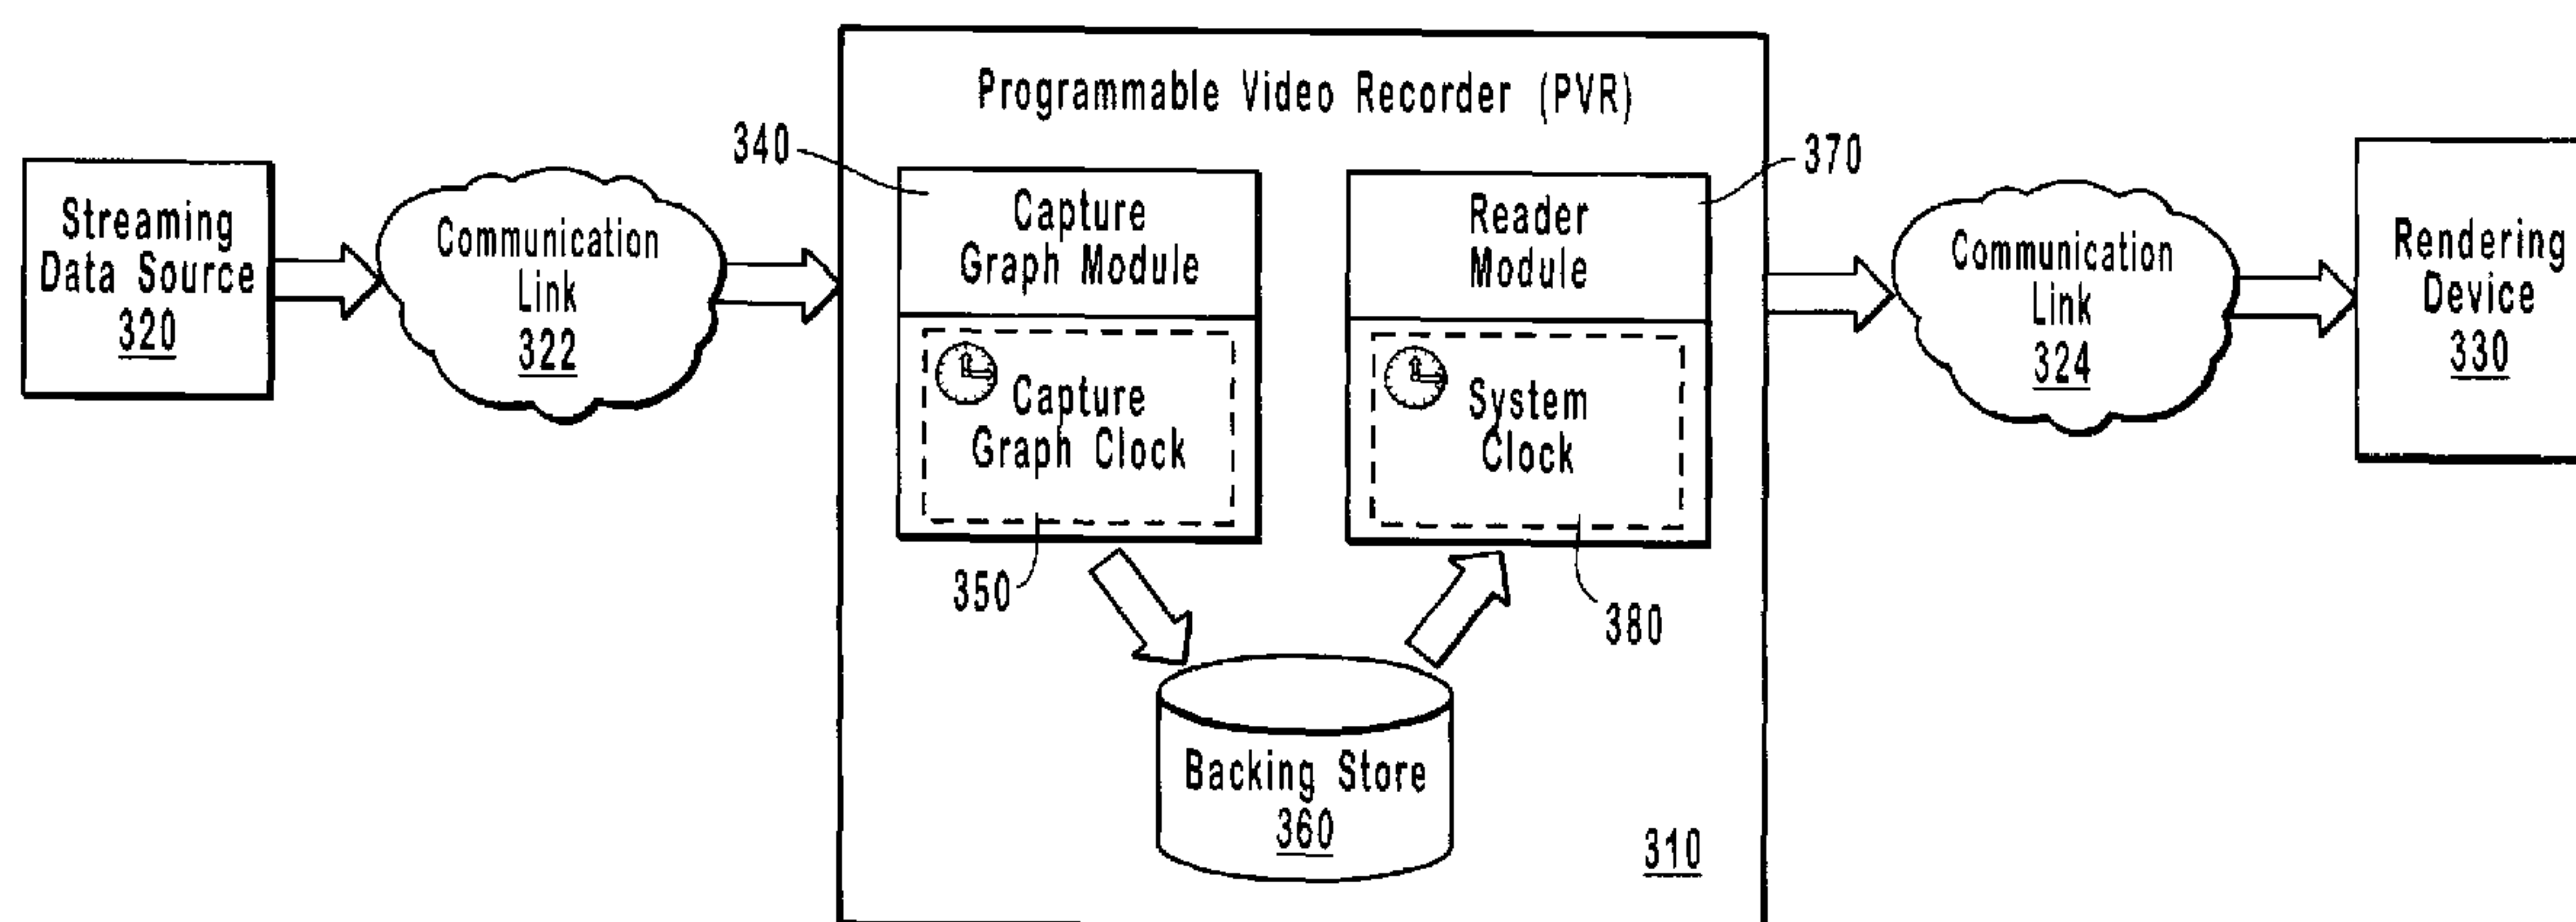 Programmable Video Recorder (PVR)
340
370
Streaming
Data Source
320
Communication
Link
322
Capture
Graph Module
Reader
Module
Communication
Link
324
Rendering
Device
330
Capture
Graph Clock
System
Clock
350
380
Backing Store
360
310